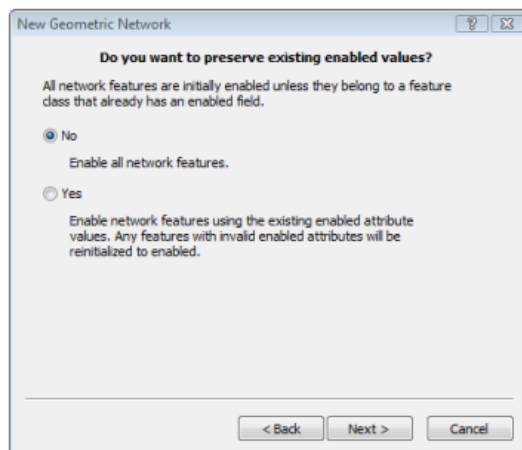 New Geometric Network
Do you want to preserve existing enabled values?
All network features are initially enabled unless they belong to a feature
class that already has an enabled field.
No
Enable all network features.
Yes
Enable network features using the existing enabled attribute
values. Any features with invalid enabled attributes will be
reinitialized to enabled.
< Back Next > Cancel